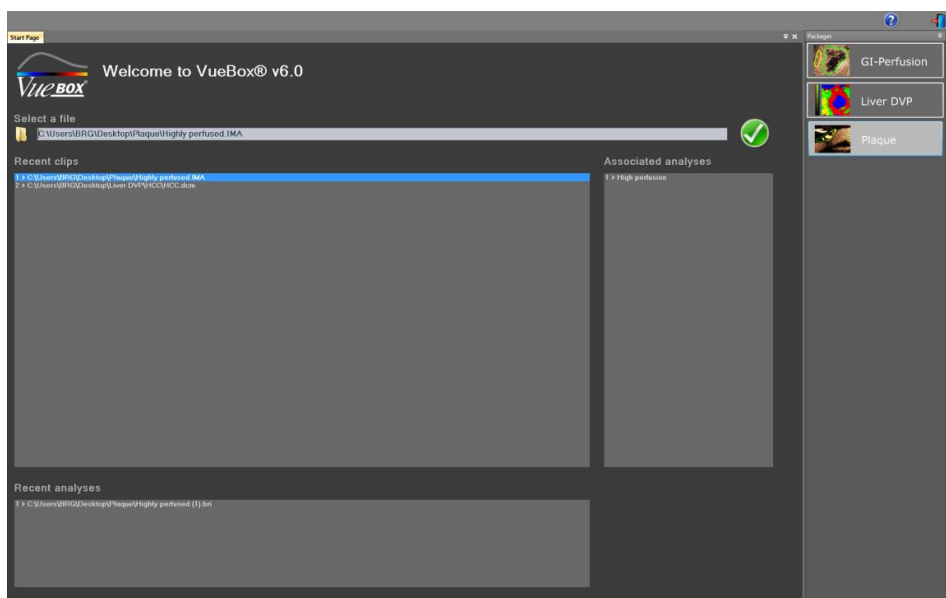 Start Page
VUEBOX®
Welcome to VueBox® v6.0
Select a file
C:\Users\BRG\Desktop\Plaque\Highly perfused.IMA
Recent clips
1 > C:\Users\BRG\Desktop\Plaque\Highly perfused.IMA
2 > C:\Users\BRG\Desktop\Liver DVP\HCC\HCC.dcm
Associated analyses
1 > High perfusion
Recent analyses
1 > C:\Users\BRG\Desktop\Plaque\Highly perfused (1).bri
Packages
GI-Perfusion
Liver DVP
Plaque